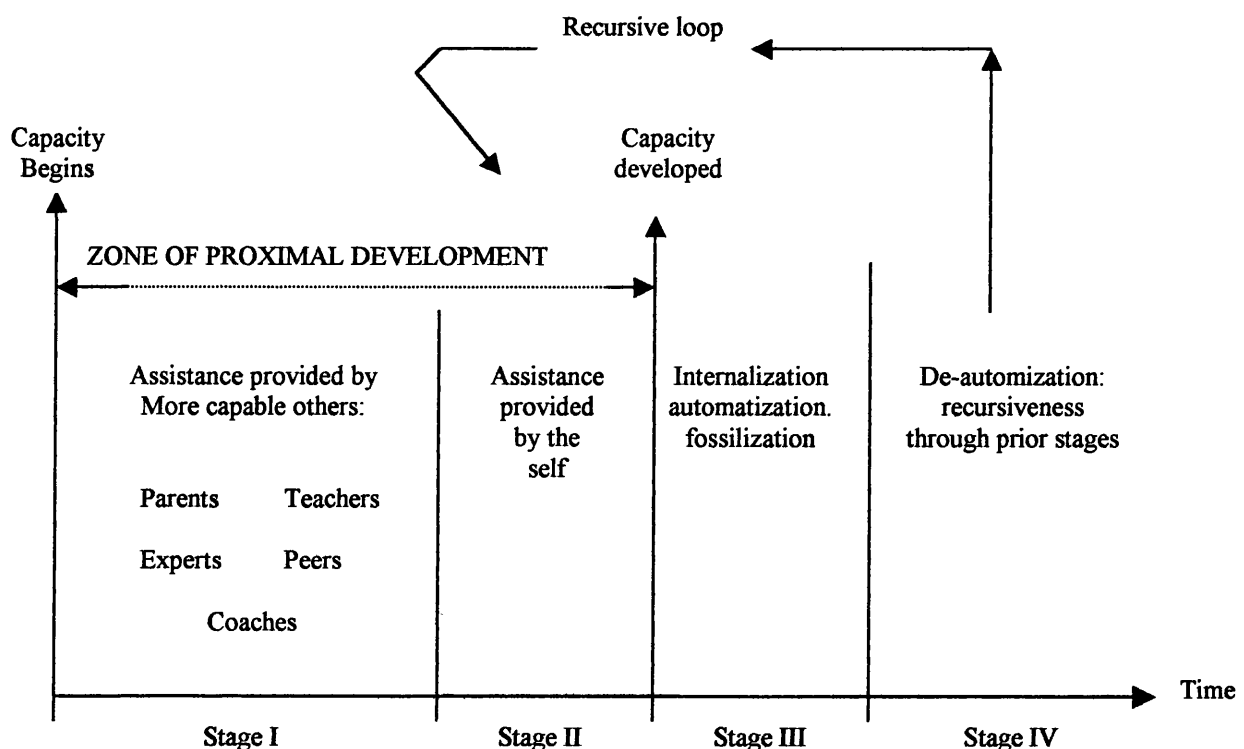 Recursive loop
Capacity
Begins
Capacity
developed
ZONE OF PROXIMAL DEVELOPMENT
Assistance provided by
More capable others:
Parents Teachers
Experts Peers
Coaches
Assistance
provided
by the
self
Internalization
automatization.
fossilization
De-automization:
recursiveness
through prior stages
Time
Stage I
Stage II
Stage III
Stage IV